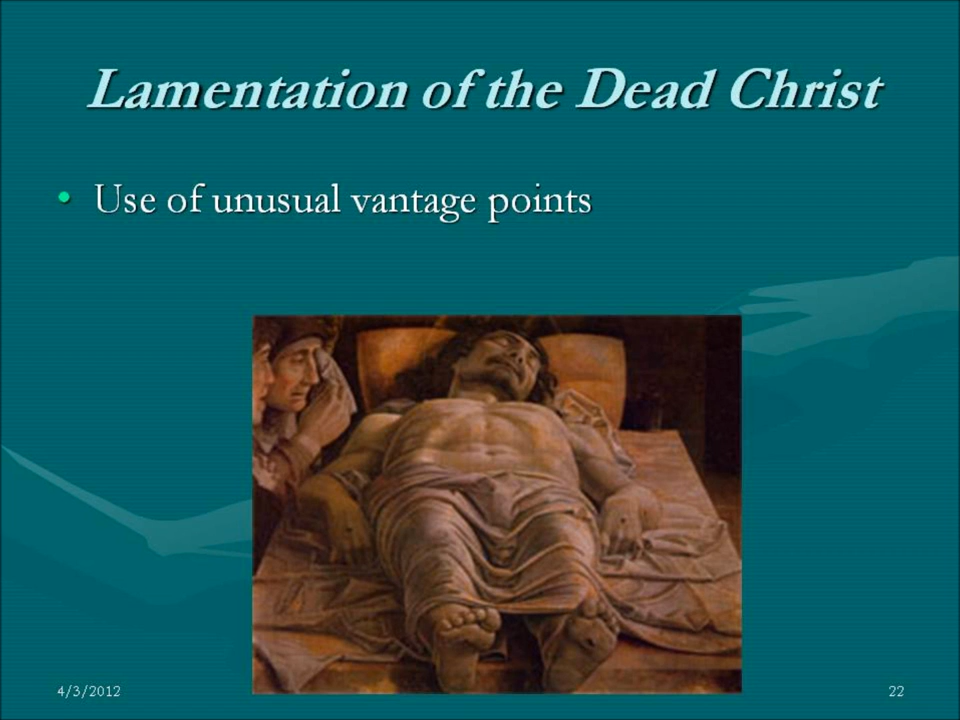 Lamentation of the Dead Christ
• Use of unusual vantage points
4/3/2012
22